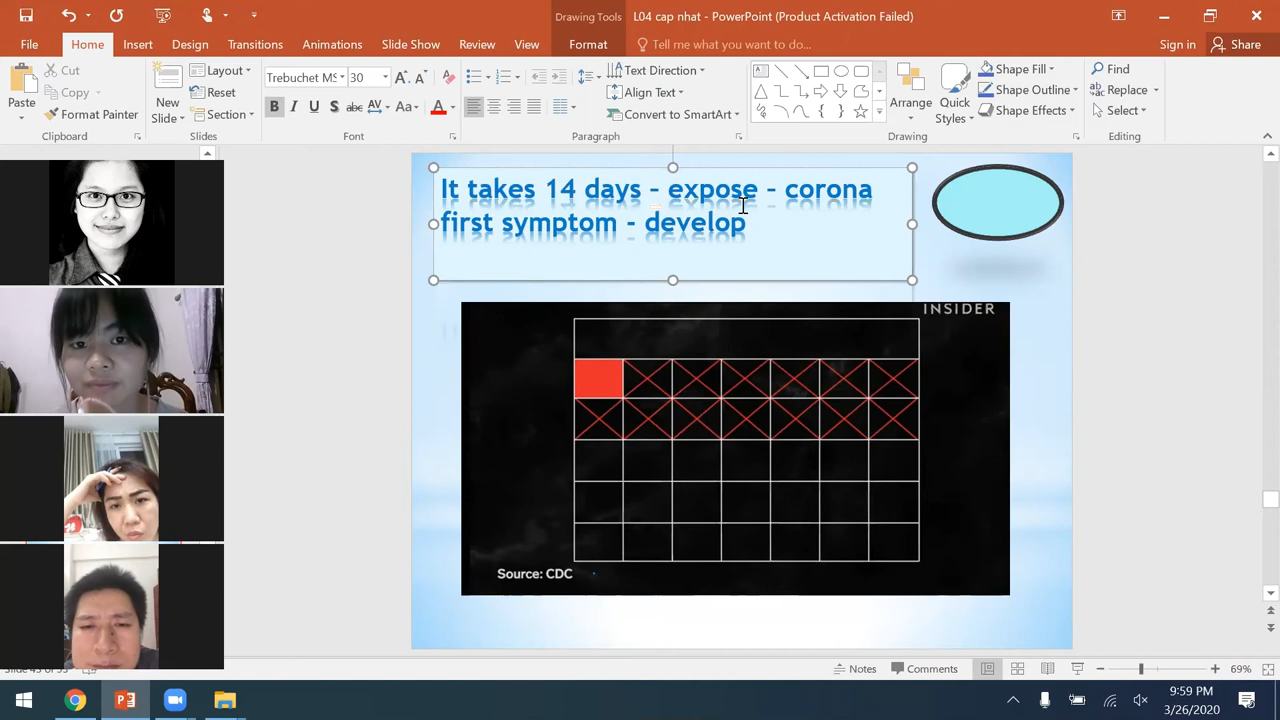 Drawing Tools
L04 cap nhat - PowerPoint (Product Activation Failed)
File
Home
Insert
Design
Transitions
Animations
Slide Show
Review
View
Format
Tell me what you want to do...
Sign in
Share
Paste
Cut
Copy
Format Painter
Clipboard
New
Slide
Layout
Reset
Section
Slides
Trebuchet MS
30
B I U S abc AV Aa A
Font
Text Direction
Align Text
Convert to SmartArt
Paragraph
Arrange
Quick
Styles
Shape Fill
Shape Outline
Shape Effects
Drawing
Find
Replace
Select
Editing
It takes 14 days – expose – corona
first symptom - develop
INSIDER
Source: CDC
Notes
Comments
69%
9:59 PM
3/26/2020